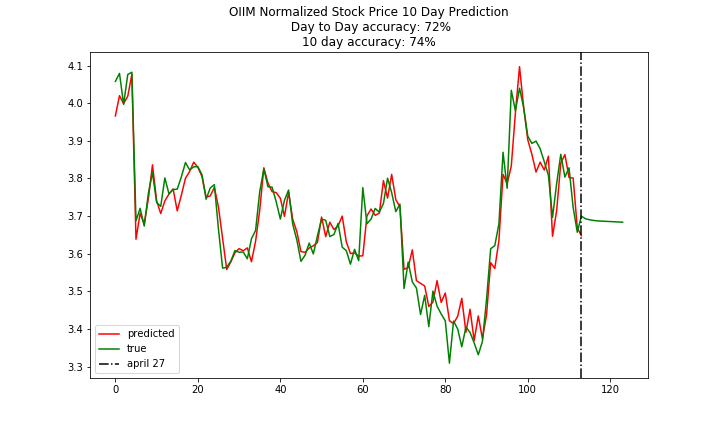 OIIM Normalized Stock Price 10 Day Prediction
Day to Day accuracy: 72%
10 day accuracy: 74%
4.1
4.0
3.9
3.8
3.7
3.6
3.5
3.4
3.3
predicted
true
april 27
0
20
40
60
80
100
120